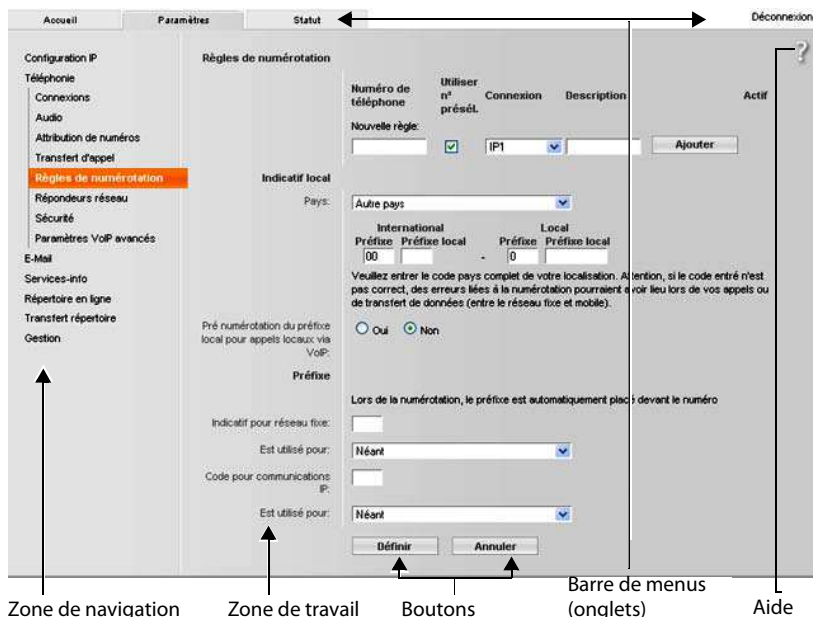 Accueil Paramètres Statut Déconnexion
Configuration IP
Téléphonie
Connexions
Audio
Attribution de numéros
Transfert d'appel
Règles de numérotation
Répondeurs réseau
Sécurité
Paramètres VoIP avancés
E-Mail
Services-info
Répertoire en ligne
Transfert répertoire
Gestion
Règles de numérotation
Numéro de téléphone Utiliser n° présél. Connexion Description Actif
Nouvelle règle:
IP1 Ajouter
Indicatif local
Pays: Autre pays
International Local
Préfixe Préfixe local Préfixe Préfixe local
00 - 0
Veuillez entrer le code pays complet de votre localisation. Attention, si le code entré n'est
pas correct, des erreurs liées à la numérotation pourraient avoir lieu lors de vos appels ou
de transfert de données (entre le réseau fixe et mobile).
Pré numérotation du préfixe
local pour appels locaux via
VoIP:
Oui Non
Préfixe
Lors de la numérotation, le préfixe est automatiquement placé devant le numéro
Indicatif pour réseau fixe:
Est utilisé pour: Néant
Code pour communications
IP:
Est utilisé pour: Néant
Définir Annuler
Zone de navigation Zone de travail Boutons Barre de menus
(onglets) Aide